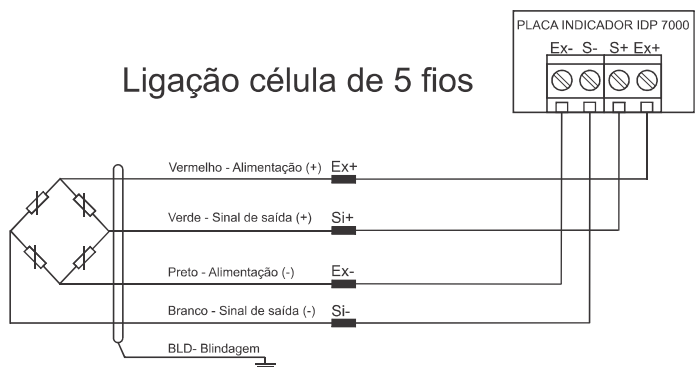 PLACA INDICADOR IDP 7000
Ex- S- S+ Ex+
Ligação célula de 5 fios
Vermelho - Alimentação (+) Ex+
Verde - Sinal de saída (+) Si+
Preto - Alimentação (-) Ex-
Branco - Sinal de saída (-) Si-
BLD- Blindagem